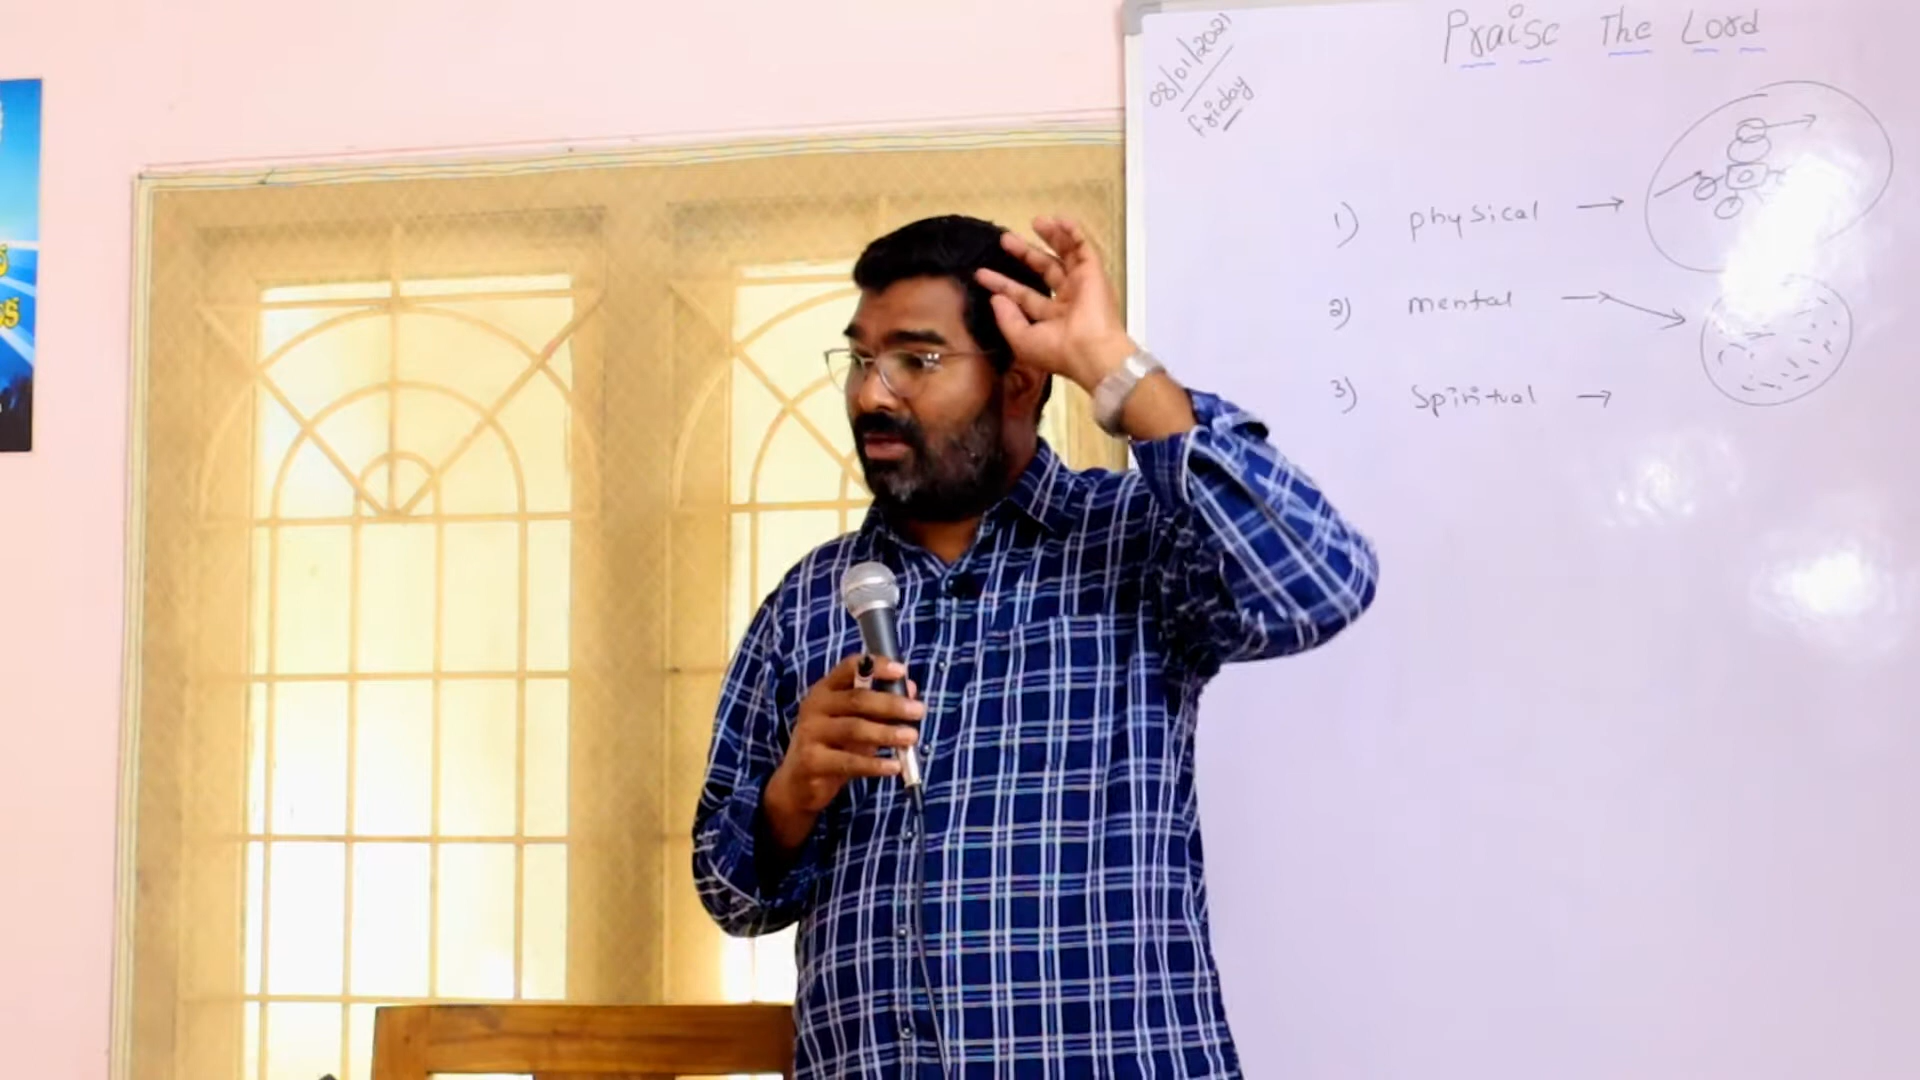 Praise The Lord
08/01/2021
Friday
1) physical →
2) mental →
3) Spiritual →